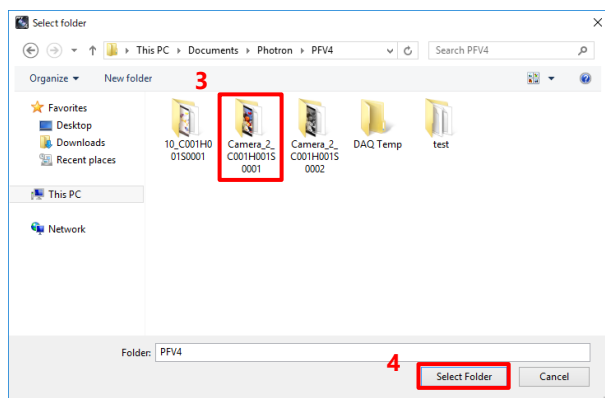 Select folder
This PC Documents Photron PFV4
Search PFV4
Organize
New folder
3
Favorites
Desktop
Downloads
Recent places
This PC
Network
10_C001H0
01S0001
Camera_2_
C001H001S
0001
Camera_2_
C001H001S
0002
DAQ Temp
test
Folder:
PFV4
4
Select Folder
Cancel